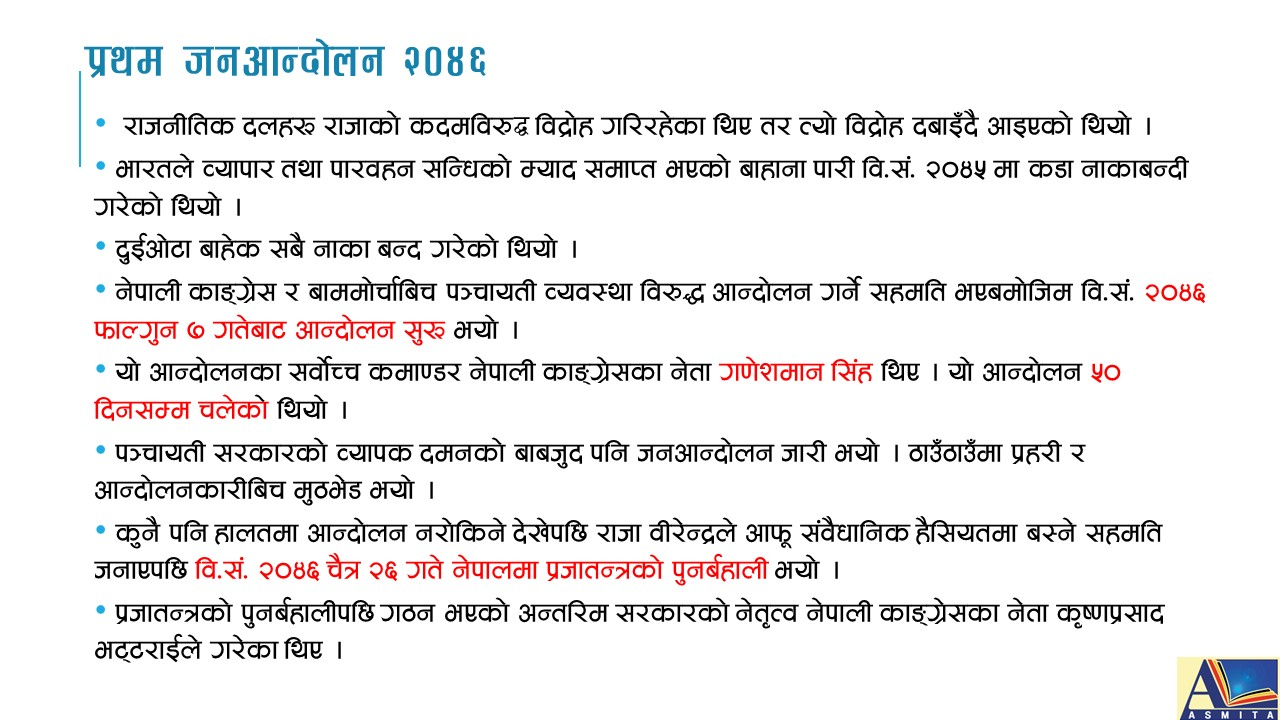 प्रथम जनआन्दोलन २०४६
• राजनीतिक दलहरू राजाको कदमविरुद्ध विद्रोह गरिरहेका थिए तर त्यो विद्रोह दबाइँदै आइएको थियो ।
• भारतले व्यापार तथा पारवहन सन्धिको म्याद समाप्त भएको बाहाना पारी वि.सं. २०४५ मा कडा नाकाबन्दी
गरेको थियो ।
• दुईओटा बाहेक सबै नाका बन्द गरेको थियो ।
• नेपाली काङ्ग्रेस र बाममोर्चाबिच पञ्चायती व्यवस्था विरुद्ध आन्दोलन गर्ने सहमति भएबमोजिम वि.सं. २०४६
फाल्गुन ७ गतेबाट आन्दोलन सुरू भयो ।
• यो आन्दोलनका सर्वोच्च कमाण्डर नेपाली काङ्ग्रेसका नेता गणेशमान सिंह थिए । यो आन्दोलन ५०
दिनसम्म चलेको थियो ।
• पञ्चायती सरकारको व्यापक दमनको बाबजुद पनि जनआन्दोलन जारी भयो । ठाउँठाउँमा प्रहरी र
आन्दोलनकारीबिच मुठभेड भयो ।
• कुनै पनि हालतमा आन्दोलन नरोकिने देखेपछि राजा वीरेन्द्रले आफू संवैधानिक हैसियतमा बस्ने सहमति
जनाएपछि वि.सं. २०४६ चैत्र २६ गते नेपालमा प्रजातन्त्रको पुनर्बहाली भयो ।
• प्रजातन्त्रको पुनर्बहालीपछि गठन भएको अन्तरिम सरकारको नेतृत्व नेपाली काङ्ग्रेसका नेता कृष्णप्रसाद
भट्टराईले गरेका थिए ।
ASMITA